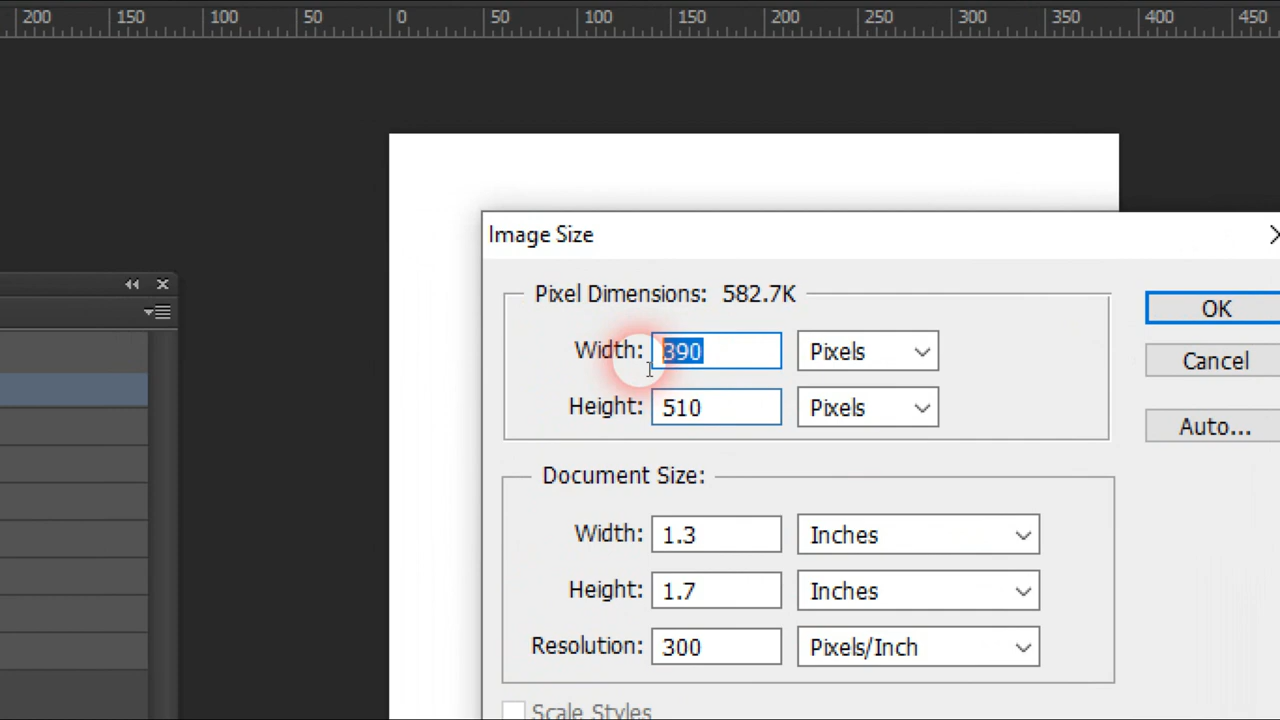 200 150 100 50 0 50 100 150 200 250 300 350 400 450
Image Size
Pixel Dimensions: 582.7K
OK
Width: 390 Pixels
Cancel
Height: 510 Pixels
Auto...
Document Size:
Width: 1.3 Inches
Height: 1.7 Inches
Resolution: 300 Pixels/Inch
Scale Styles